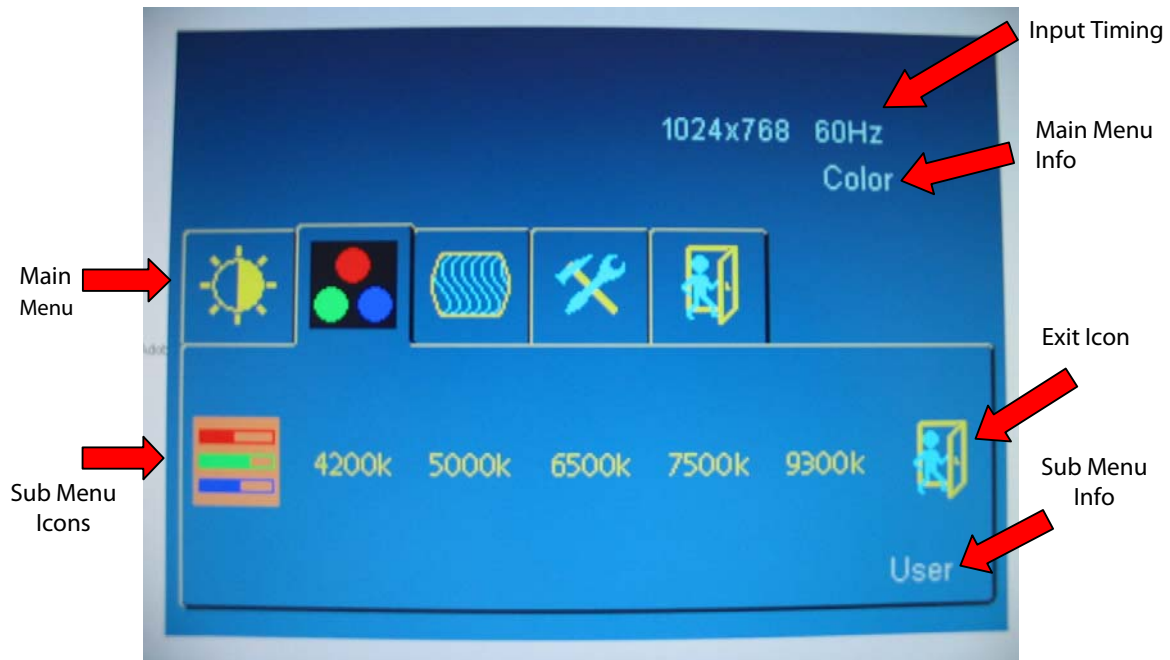 Input Timing
1024x768 60Hz
Main Menu
Info
Color
Main
Menu
Exit Icon
4200k 5000k 6500k 7500k 9300k
Sub Menu
Icons
Sub Menu
Info
User